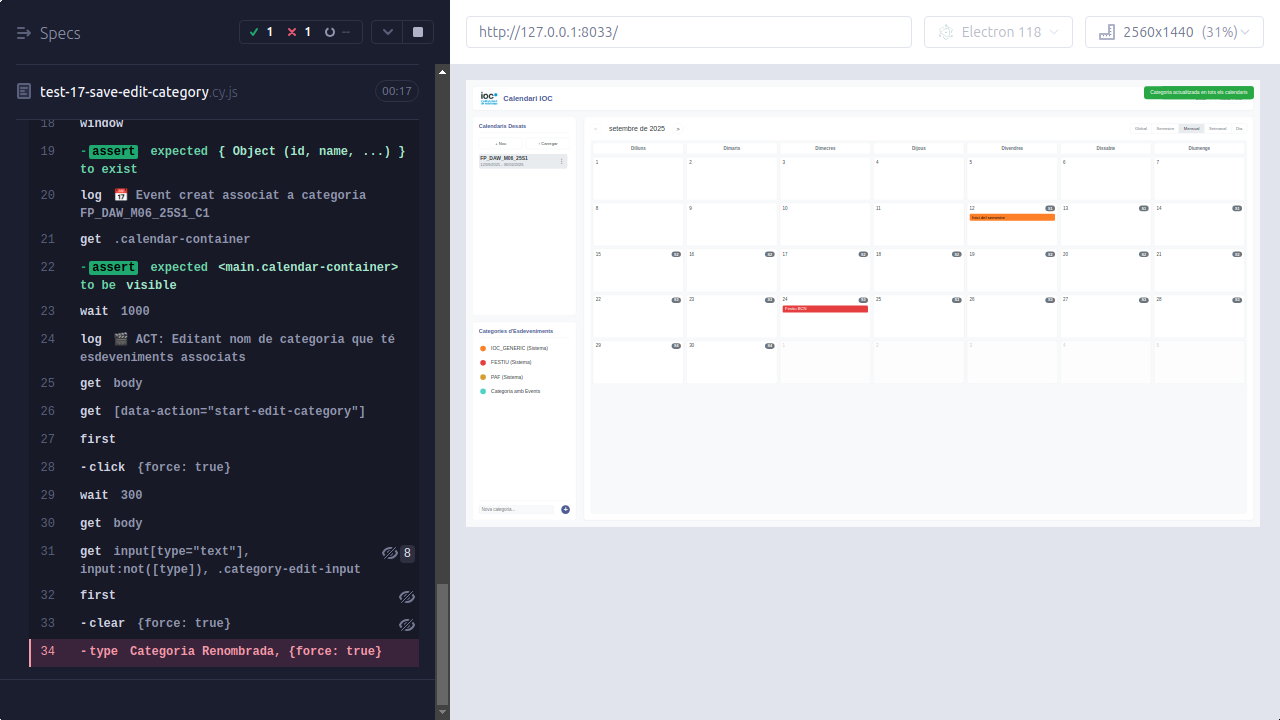 Specs
1
1
--
test-17-save-edit-category.cy.js
00:17
18 window
19 -assert expected { Object (id, name, ...) }
to exist
20 log 📅 Event creat associat a categoria
FP_DAW_M06_25S1_C1
21 get .calendar-container
22 -assert expected <main.calendar-container>
to be visible
23 wait 1000
24 log 🎬 ACT: Editant nom de categoria que té
esdeveniments associats
25 get body
26 get [data-action="start-edit-category"]
27 first
28 -click {force: true}
29 wait 300
30 get body
31 get input[type="text"], 8
input:not([type]), .category-edit-input
32 first
33 -clear {force: true}
34 -type Categoria Renombrada, {force: true}
http://127.0.0.1:8033/
Electron 118
2560x1440 (31%)
ioc
Calendari IOC
Categoria actualitzada en tots els calendaris
Calendaris Desats
+ Nou
Carregar
FP_DAW_M06_25S1
Categories d'Esdeveniments
IOC_GENERIC (Sistema)
FESTIU (Sistema)
PAF (Sistema)
Categoria amb Events
Nova categoria...
+
< setembre de 2025 >
Global Semestre Mensual Setmanal Dia
Dilluns Dimarts Dimecres Dijous Divendres Dissabte Diumenge
1 2 3 4 5 6 7
8 9 10 11 12 13 14
Inici del semestre
15 16 17 18 19 20 21
22 23 24 25 26 27 28
Festiu BCN
29 30 1 2 3 4 5